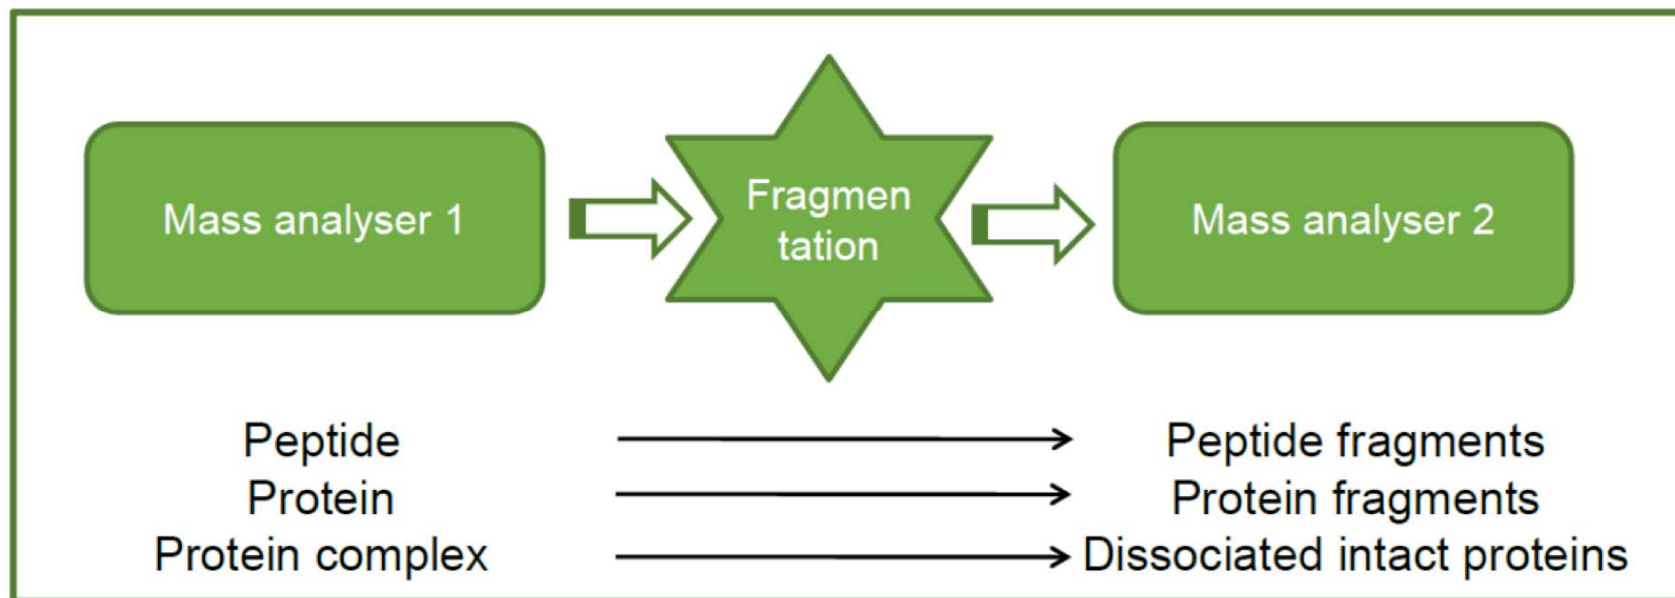 Mass analyser 1
Fragmen
tation
Mass analyser 2
Peptide
Peptide fragments
Protein
Protein fragments
Protein complex
Dissociated intact proteins